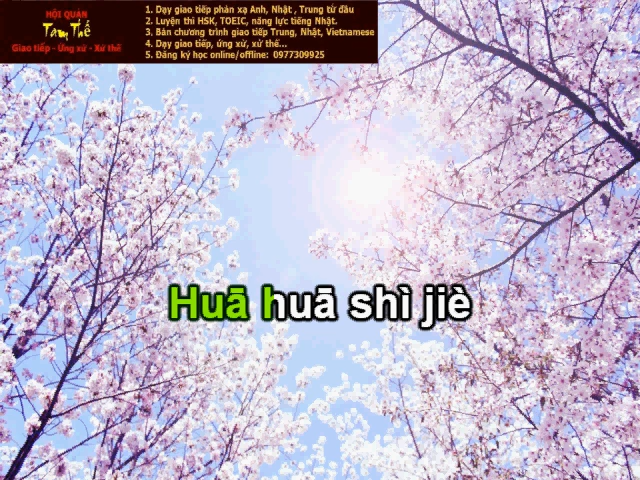 HỘI QUÁN
Tam Thế
Giao tiếp - Ứng xử - Xử thế
1. Dạy giao tiếp phản xạ Anh, Nhật , Trung từ đầu
2. Luyện thi HSK, TOEIC, năng lực tiếng Nhật.
3. Bán chương trình giao tiếp Trung, Nhật, Vietnamese
4. Dạy giao tiếp, ứng xử, xử thế...
5. Đăng ký học online/offline: 0977309925
Huā huā shì jiè